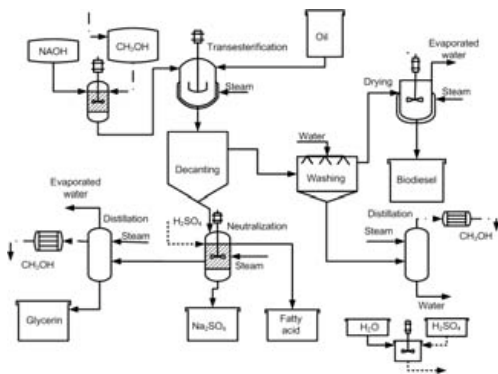 NAOH
CH₃OH
Transesterification
Oil
Evaporated
water
Steam
Drying
Steam
Decanting
Water
Washing
Biodiesel
Evaporated
water
H₂SO₄
Neutralization
Distillation
Steam
CH₃OH
Steam
Distillation
Steam
CH₃OH
Glycerin
Na₂SO₄
Fatty
acid
Water
H₂O
H₂SO₄